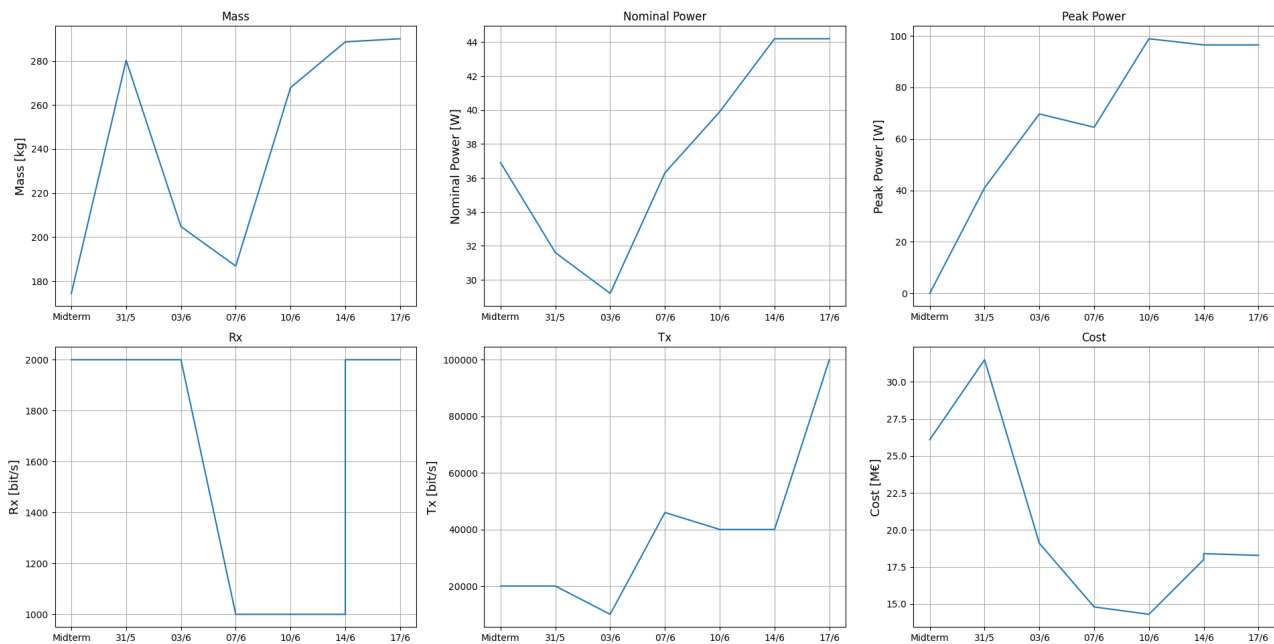 Mass
Mass [kg]
280
260
240
220
200
180
Midterm 31/5 03/6 07/6 10/6 14/6 17/6
Nominal Power
Nominal Power [W]
44
42
40
38
36
34
32
30
Midterm 31/5 03/6 07/6 10/6 14/6 17/6
Peak Power
Peak Power [W]
100
80
60
40
20
0
Midterm 31/5 03/6 07/6 10/6 14/6 17/6
Rx
Rx [bit/s]
2000
1800
1600
1400
1200
1000
Midterm 31/5 03/6 07/6 10/6 14/6 17/6
Tx
Tx [bit/s]
100000
80000
60000
40000
20000
Midterm 31/5 03/6 07/6 10/6 14/6 17/6
Cost
Cost [M€]
30.0
27.5
25.0
22.5
20.0
17.5
15.0
Midterm 31/5 03/6 07/6 10/6 14/6 17/6